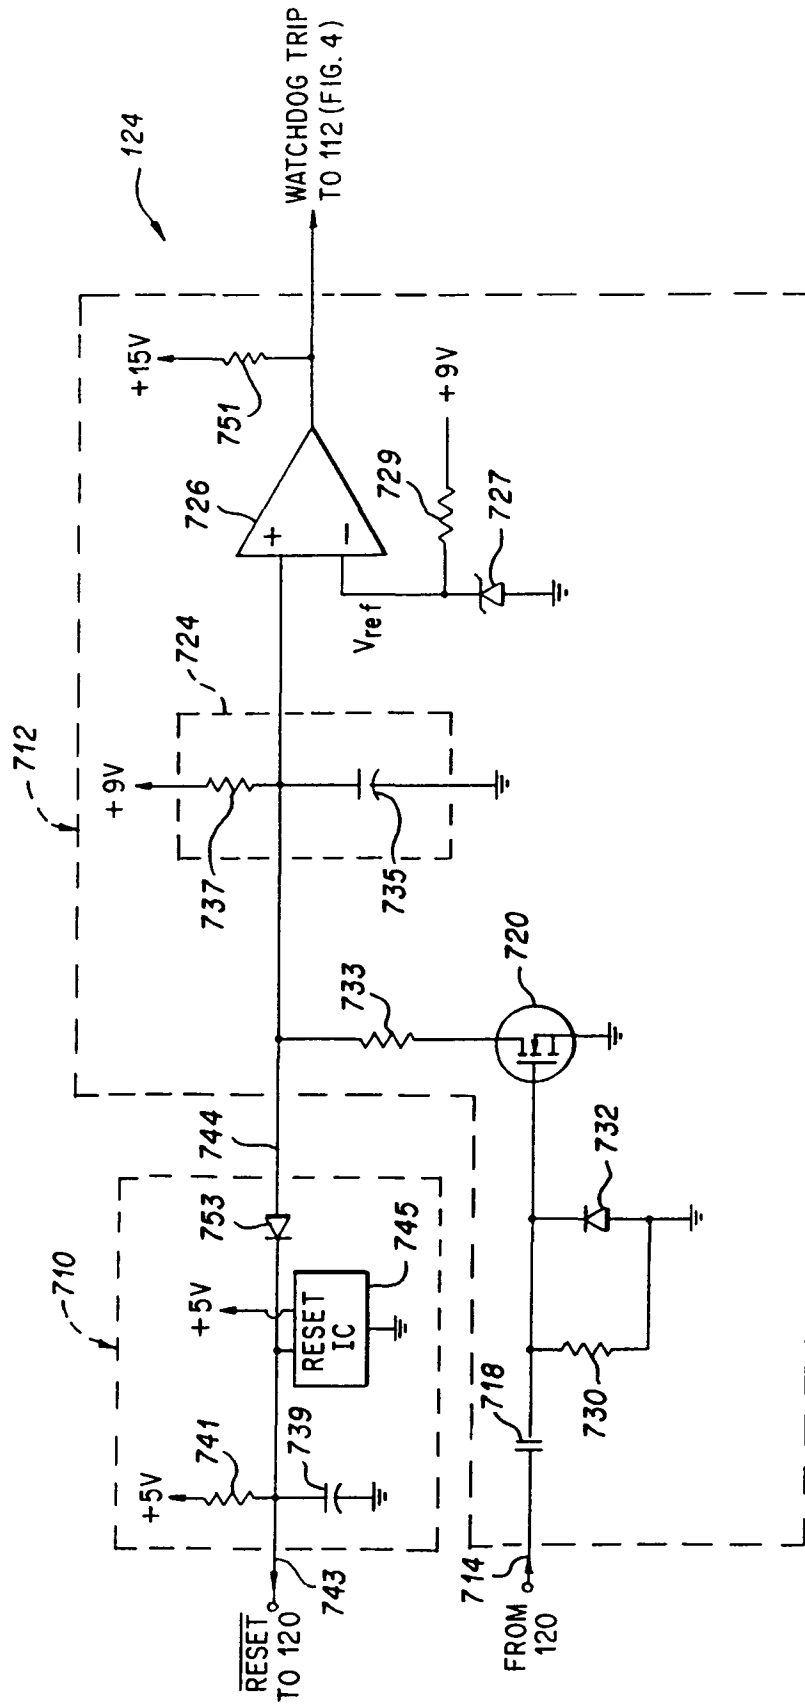 124
WATCHDOG TRIP
TO 112 (FIG. 4)
+15V
751
726
+
−
+9V
729
727
Vref
724
712
+9V
737
735
733
720
744
753
745
710
+5V
RESET
IC
732
741
739
+5V
718
730
743
714
RESET
TO 120
FROM
120